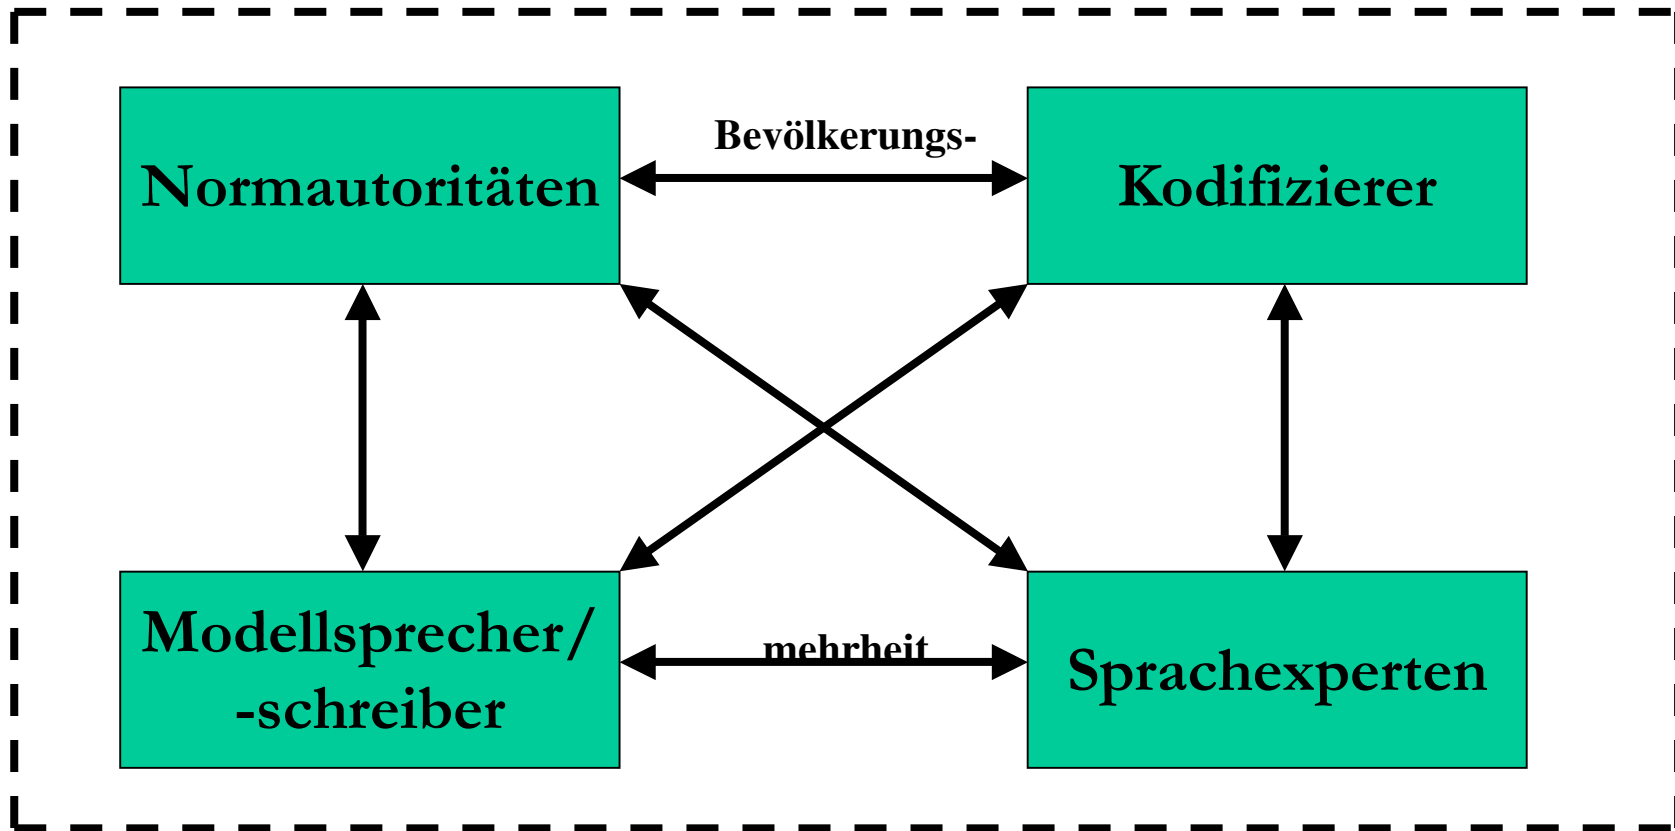 Bevölkerungs-
Normautoritäten
Kodifizierer
Modellsprecher/
-schreiber
mehrheit
Sprachexperten